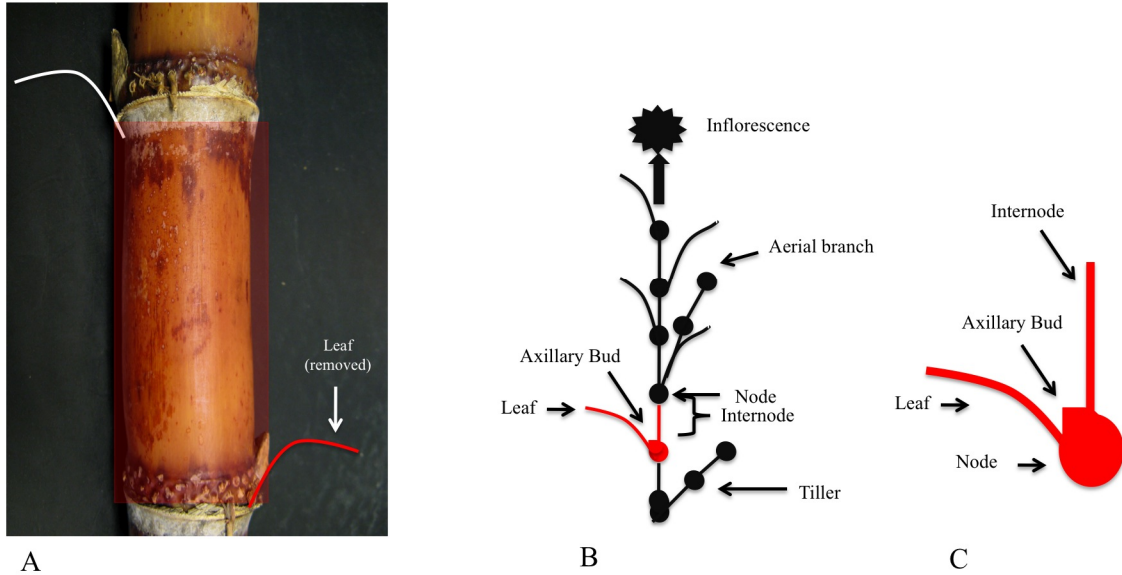 Leaf
(removed)
A
Inflorescence
Aerial branch
Axillary Bud
Leaf
Node
Internode
Tiller
B
Internode
Axillary Bud
Leaf
Node
C